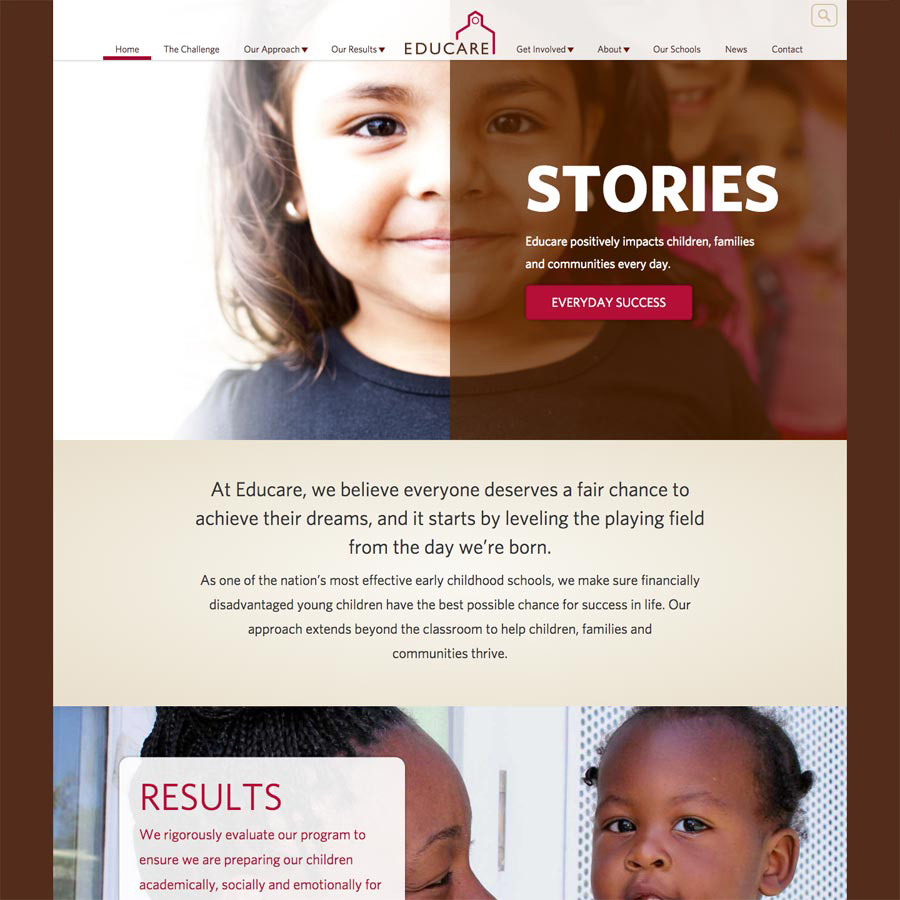 Home The Challenge Our Approach Our Results EDUCARE Get Involved About Our Schools News Contact
STORIES
Educare positively impacts children, families
and communities every day.
EVERYDAY SUCCESS
At Educare, we believe everyone deserves a fair chance to
achieve their dreams, and it starts by leveling the playing field
from the day we’re born.
As one of the nation’s most effective early childhood schools, we make sure financially
disadvantaged young children have the best possible chance for success in life. Our
approach extends beyond the classroom to help children, families and
communities thrive.
RESULTS
We rigorously evaluate our program to
ensure we are preparing our children
academically, socially and emotionally for